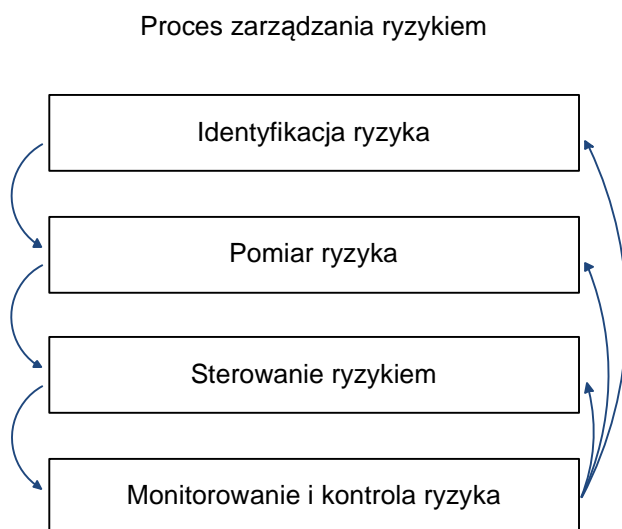 Proces zarządzania ryzykiem
Identyfikacja ryzyka
Pomiar ryzyka
Sterowanie ryzykiem
Monitorowanie i kontrola ryzyka